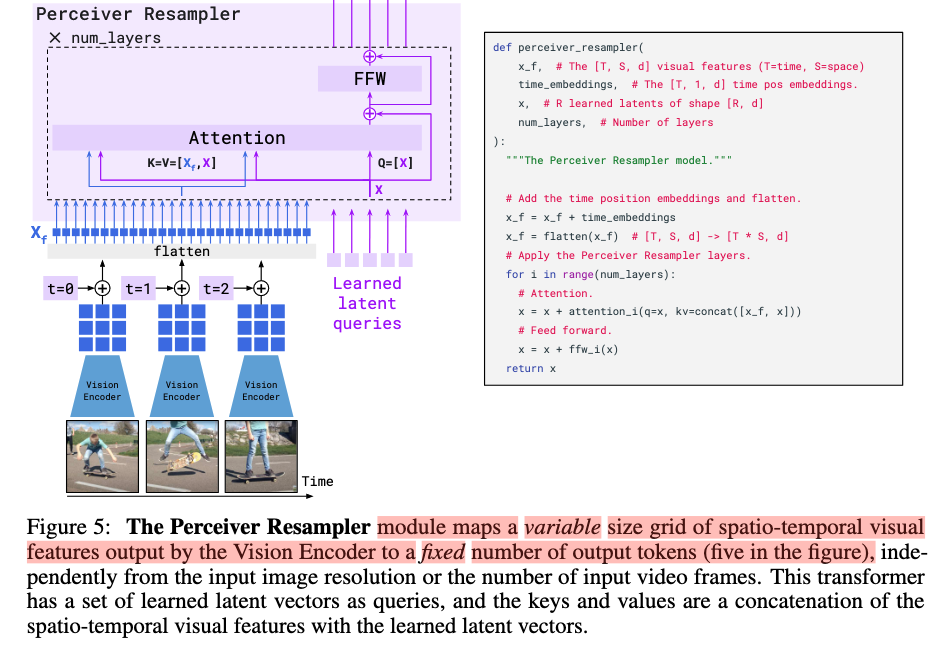 Perceiver Resampler
× num_layers
FFW
Attention
K=V=[Xf,X]
Q=[X]
X
Xf
flatten
t=0
t=1
t=2
Learned
latent
queries
Vision
Encoder
Vision
Encoder
Vision
Encoder
Time
def perceiver_resampler(
x_f,  # The [T, S, d] visual features (T=time, S=space)
time_embeddings,  # The [T, 1, d] time pos embeddings.
x,  # R learned latents of shape [R, d]
num_layers,  # Number of layers
):
"""The Perceiver Resampler model."""
# Add the time position embeddings and flatten.
x_f = x_f + time_embeddings
x_f = flatten(x_f)  # [T, S, d] -> [T * S, d]
# Apply the Perceiver Resampler layers.
for i in range(num_layers):
# Attention.
x = x + attention_i(q=x, kv=concat([x_f, x]))
# Feed forward.
x = x + ffw_i(x)
return x
Figure 5: The Perceiver Resampler module maps a variable size grid of spatio-temporal visual
features output by the Vision Encoder to a fixed number of output tokens (five in the figure), inde-
pendently from the input image resolution or the number of input video frames. This transformer
has a set of learned latent vectors as queries, and the keys and values are a concatenation of the
spatio-temporal visual features with the learned latent vectors.